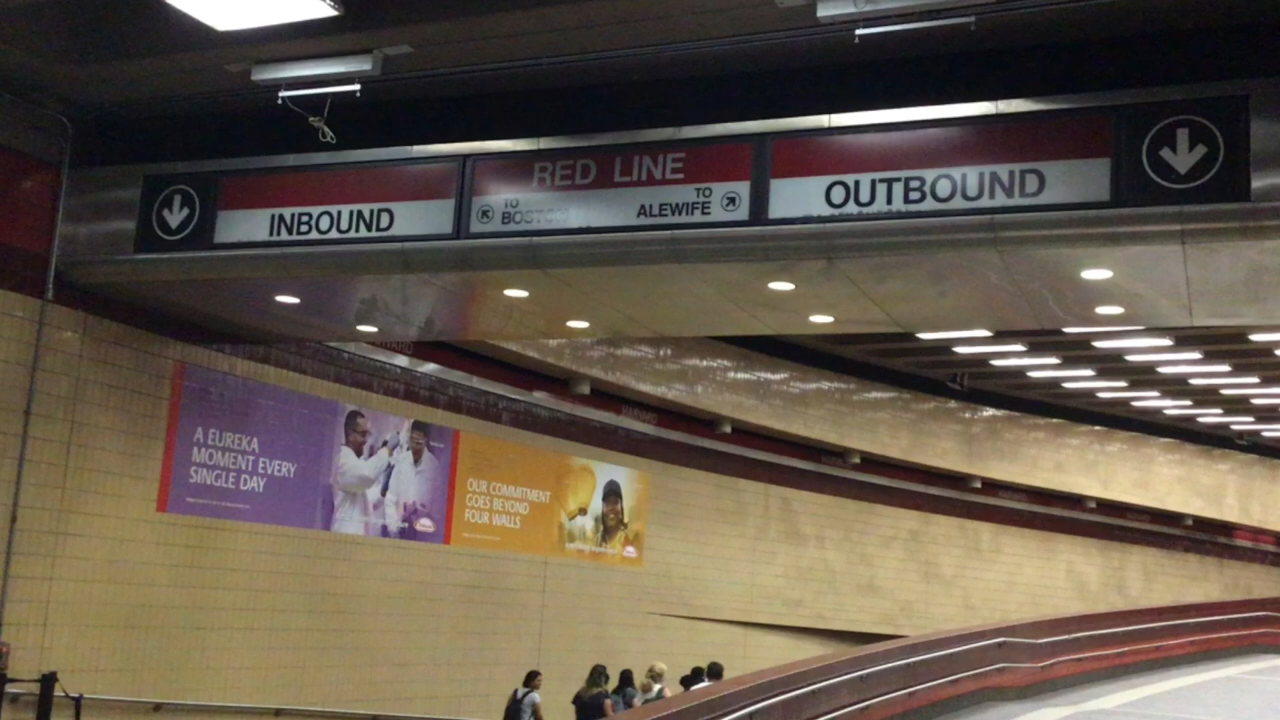 RED LINE
INBOUND
TO
BOSTON
TO
ALEWIFE
OUTBOUND
A EUREKA
MOMENT EVERY
SINGLE DAY
OUR COMMITMENT
GOES BEYOND
FOUR WALLS